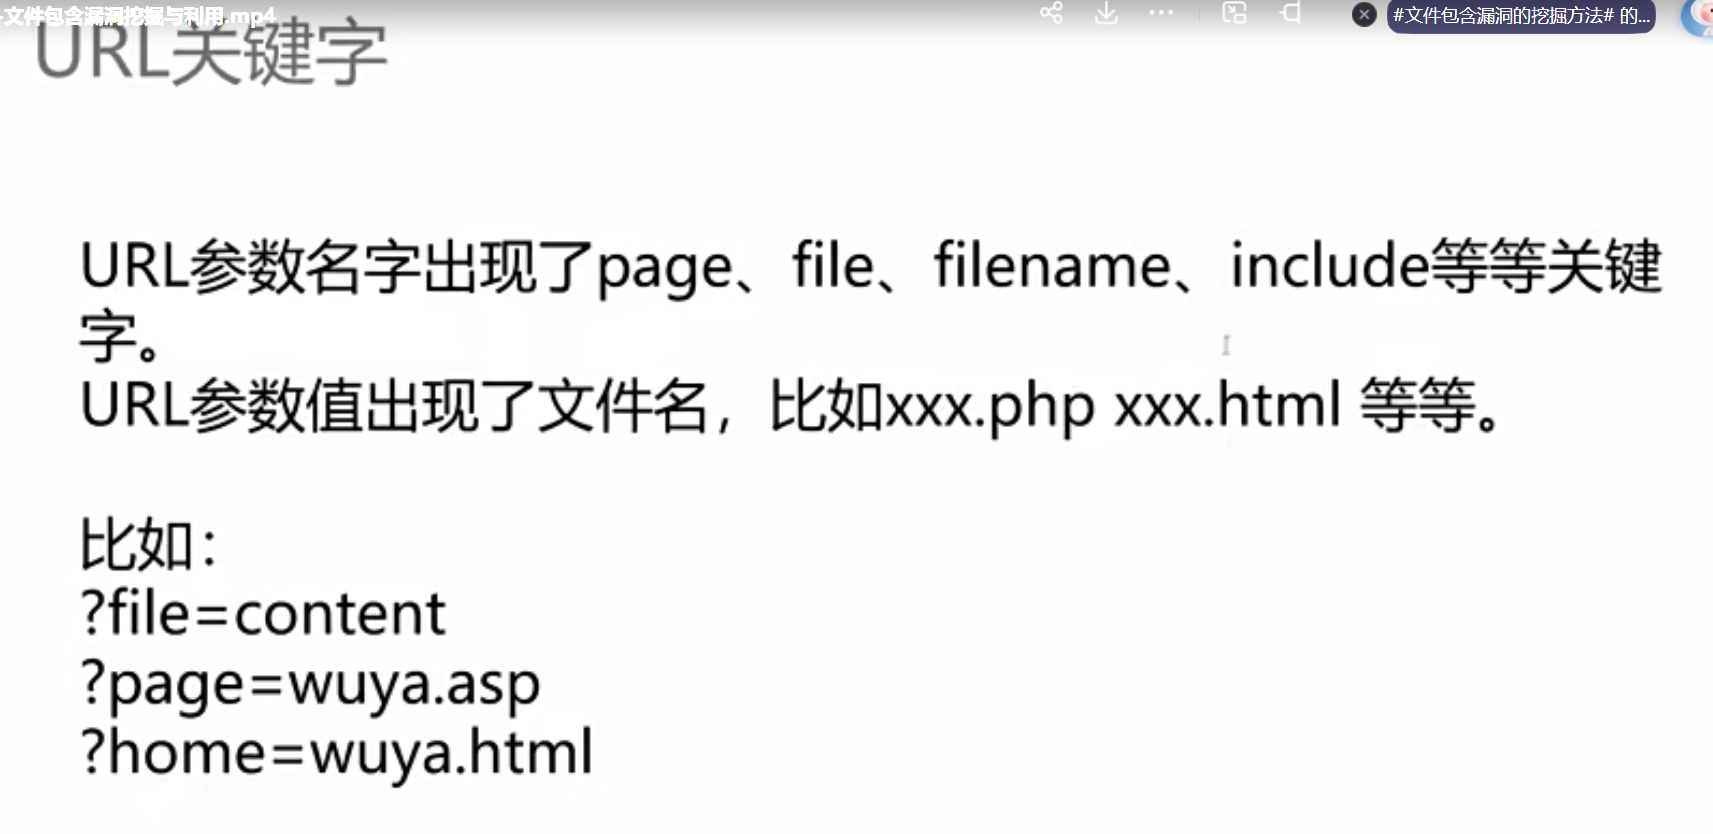 文件包含漏洞挖掘与利用.mp4
#文件包含漏洞的挖掘方法# 的...
URL关键字
URL参数名字出现了page、file、filename、include等等关键
字。
URL参数值出现了文件名，比如xxx.php xxx.html 等等。
比如：
?file=content
?page=wuya.asp
?home=wuya.html